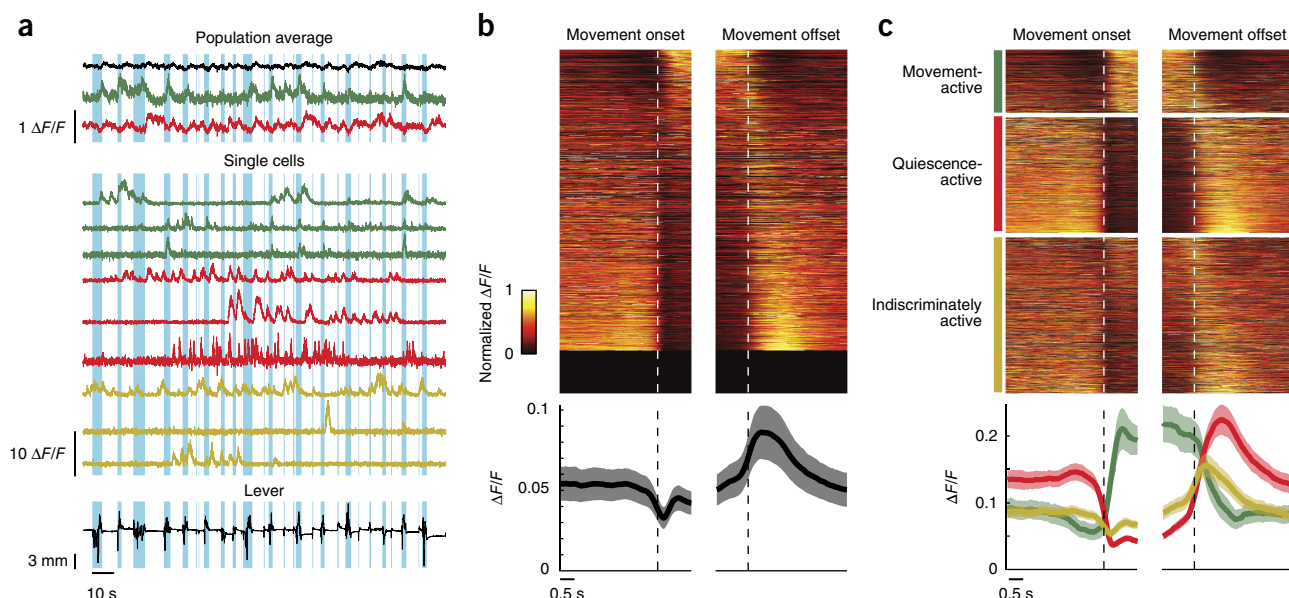 a
Population average
1 ΔF/F
Single cells
10 ΔF/F
Lever
3 mm
10 s
b
Movement onset
Movement offset
Normalized ΔF/F
1
0
0.1
0.05
0
ΔF/F
0.5 s
c
Movement onset
Movement offset
Movement-
active
Quiescence-
active
Indiscriminately
active
0.2
0.1
0
ΔF/F
0.5 s